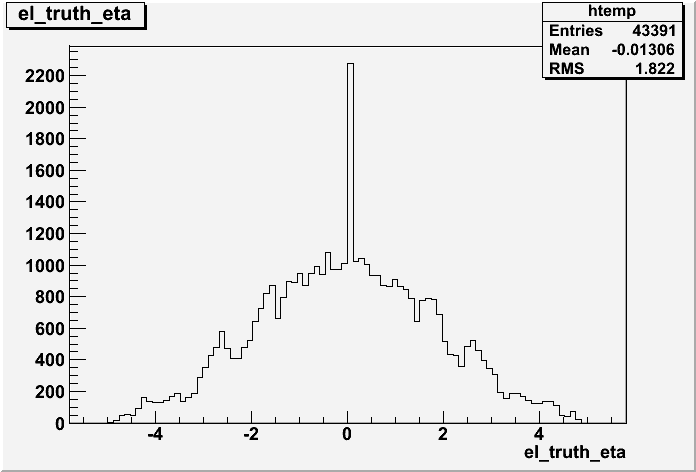 el_truth_eta
htemp
Entries 43391
Mean -0.01306
RMS 1.822
2200
2000
1800
1600
1400
1200
1000
800
600
400
200
0
-4 -2 0 2 4
el_truth_eta